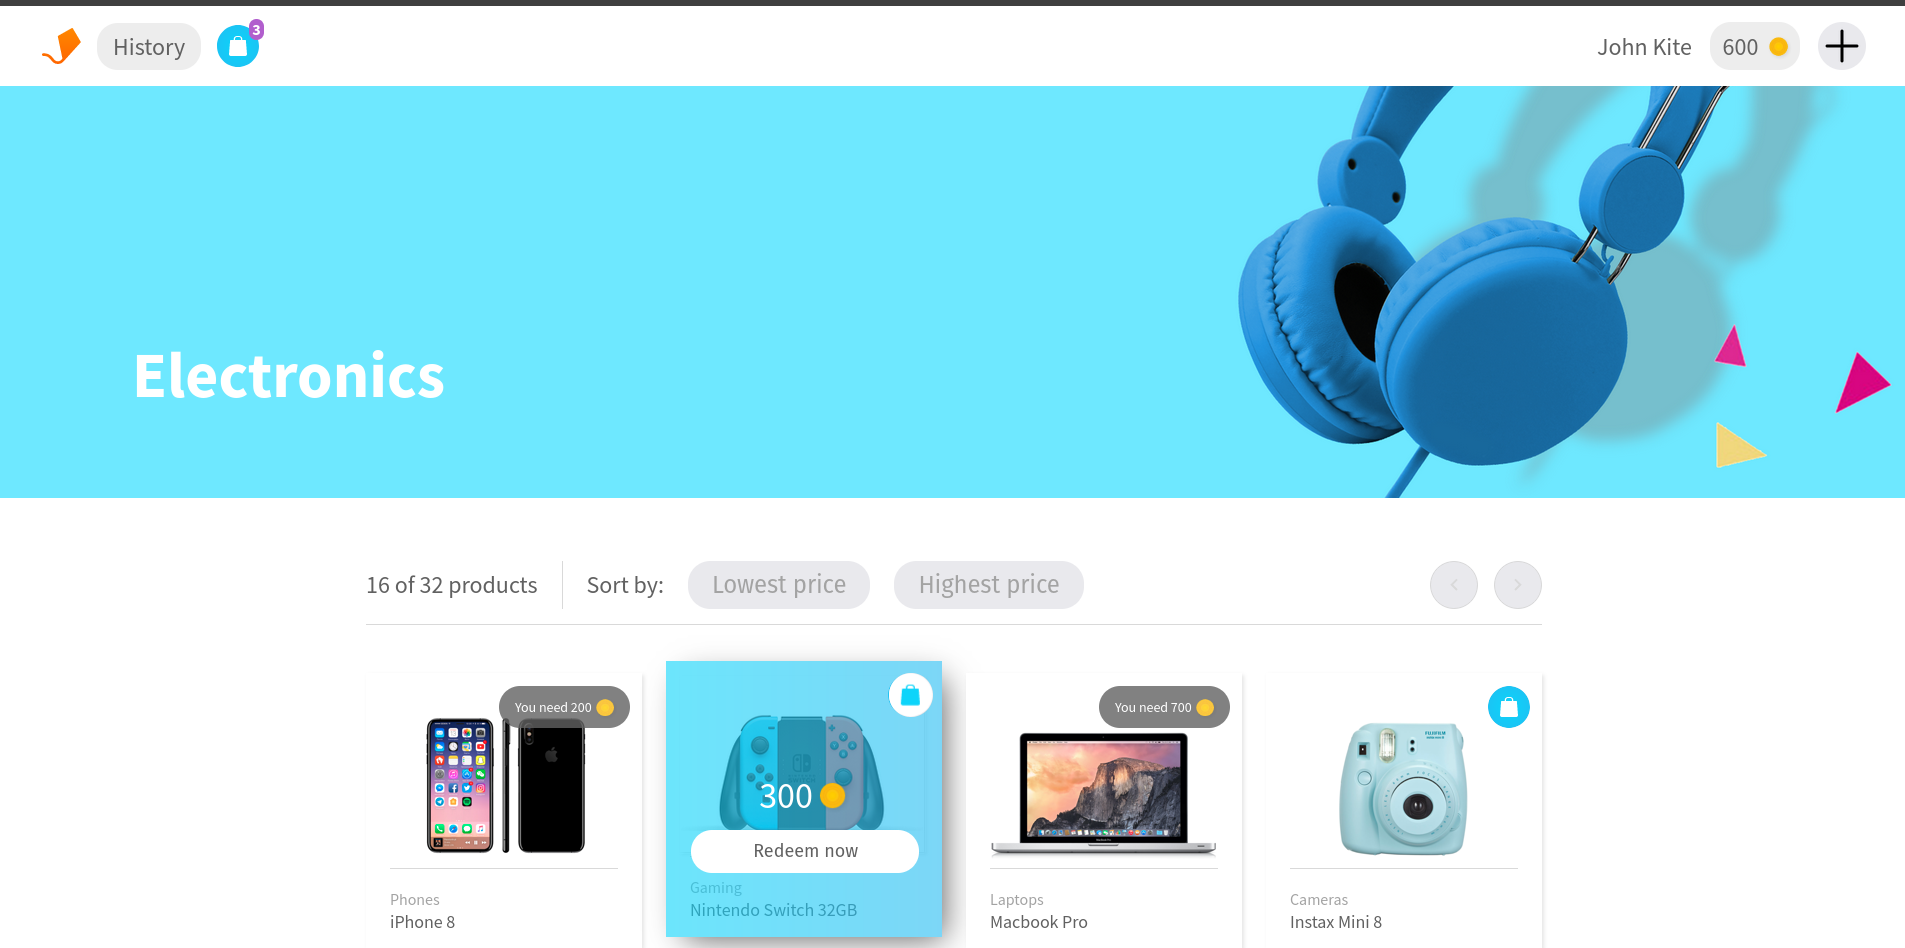 History
3
John Kite
600
Electronics
16 of 32 products
Sort by:
Lowest price
Highest price
You need 200
300
Redeem now
Gaming
Nintendo Switch 32GB
You need 700
FUJIFILM
Phones
iPhone 8
Laptops
Macbook Pro
Cameras
Instax Mini 8